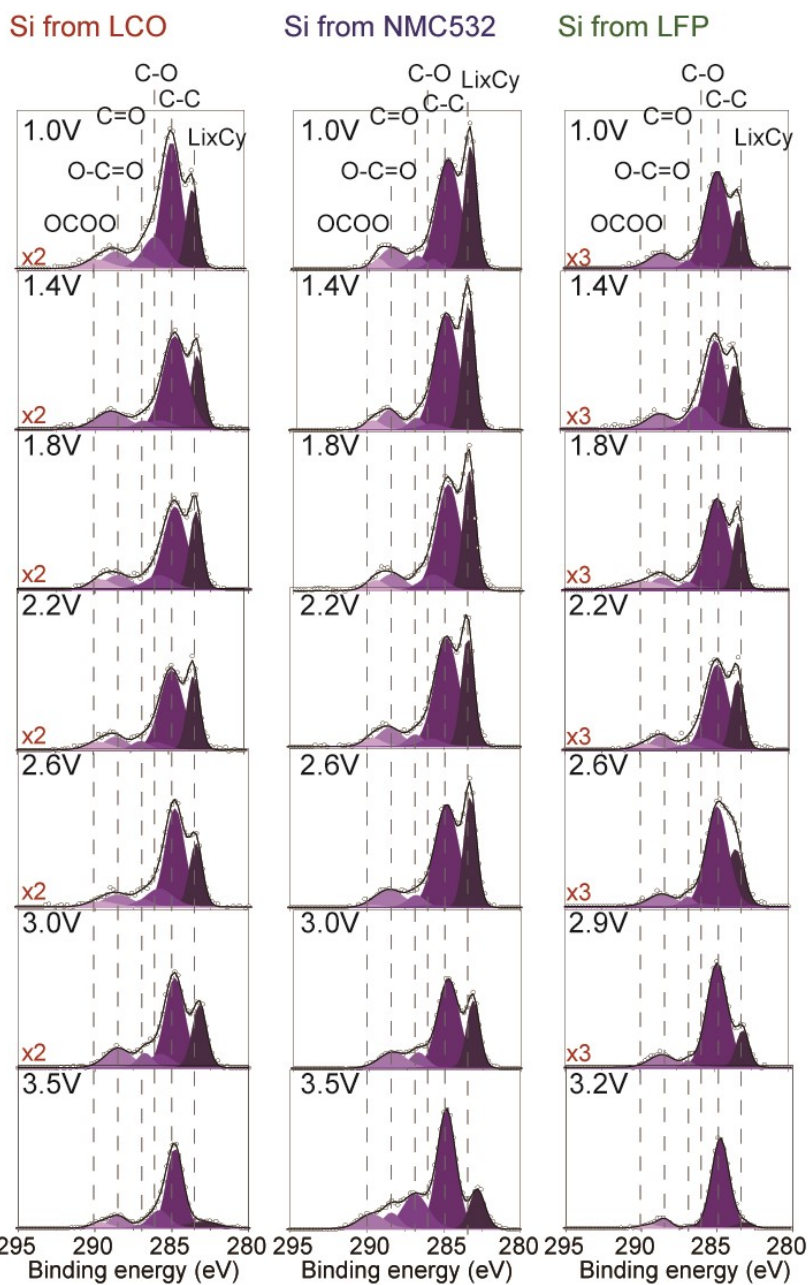 Si from LCO
Si from NMC532
Si from LFP
C-O
C-C
C=O
LixCy
1.0V
O-C=O
OCOO
x2
1.4V
x2
1.8V
x2
2.2V
x2
2.6V
x2
3.0V
x2
3.5V
295 290 285 280
Binding energy (eV)
C-O
LixCy
C-C
C=O
1.0V
O-C=O
OCOO
1.4V
1.8V
2.2V
2.6V
3.0V
3.5V
295 290 285 280
Binding energy (eV)
C-O
C-C
C=O
LixCy
1.0V
O-C=O
OCOO
x3
1.4V
x3
1.8V
x3
2.2V
x3
2.6V
x3
2.9V
x3
3.2V
295 290 285 280
Binding energy (eV)